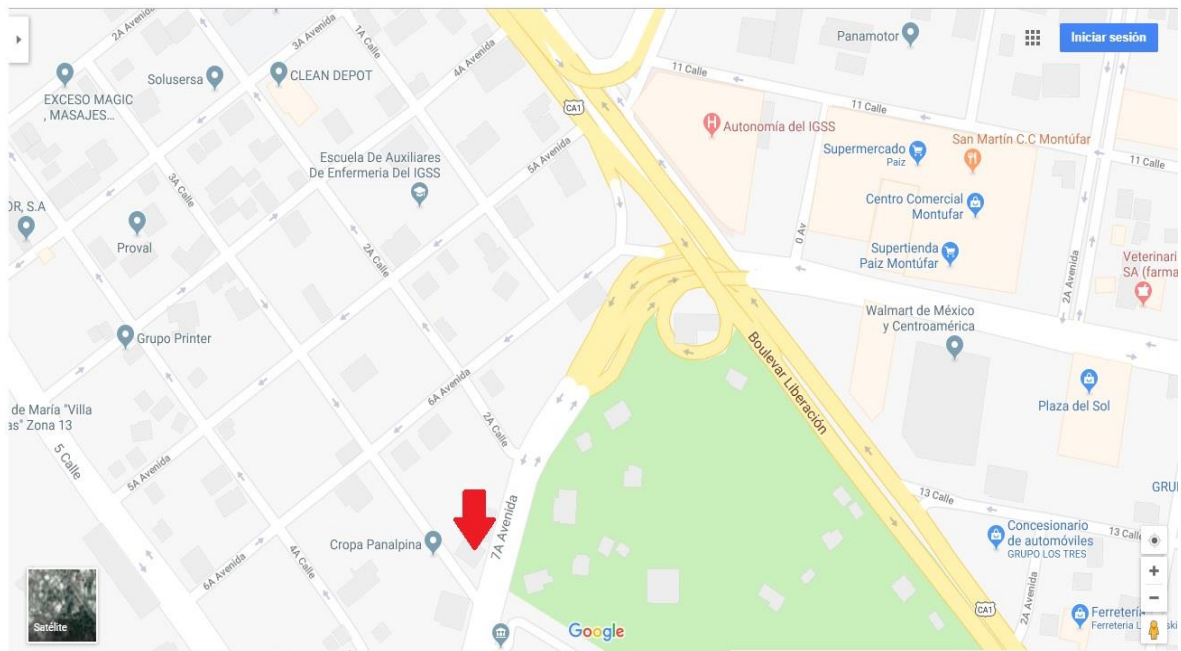 2A Avenida
3A Avenida
1A Calle
4A Avenida
Panamotor
Iniciar sesión
Solusersa
CLEAN DEPOT
EXCESO MAGIC
, MASAJES...
CA1
11 Calle
11 Calle
11 Calle
Autonomía del IGSS
San Martín C.C Montúfar
Supermercado
Paiz
Escuela De Auxiliares
De Enfermeria Del IGSS
5A Avenida
3A Calle
Centro Comercial
Montufar
OR, S.A
Proval
2A Calle
0 Av
Supertienda
Paiz Montúfar
2A Avenida
Veterinari
SA (farma
Walmart de México
y Centroamérica
Grupo Printer
Boulevar Liberación
6A Avenida
Plaza del Sol
de María "Villa
as" Zona 13
2A Calle
5 Calle
5A Avenida
13 Calle
GRU
7A Avenida
Concesionario
de automóviles
GRUPO LOS TRES
13 Call
Cropa Panalpina
4A Calle
6A Avenida
2A Avenida
CA1
Ferretería
Ferreteria L
ski
Satélite
Google